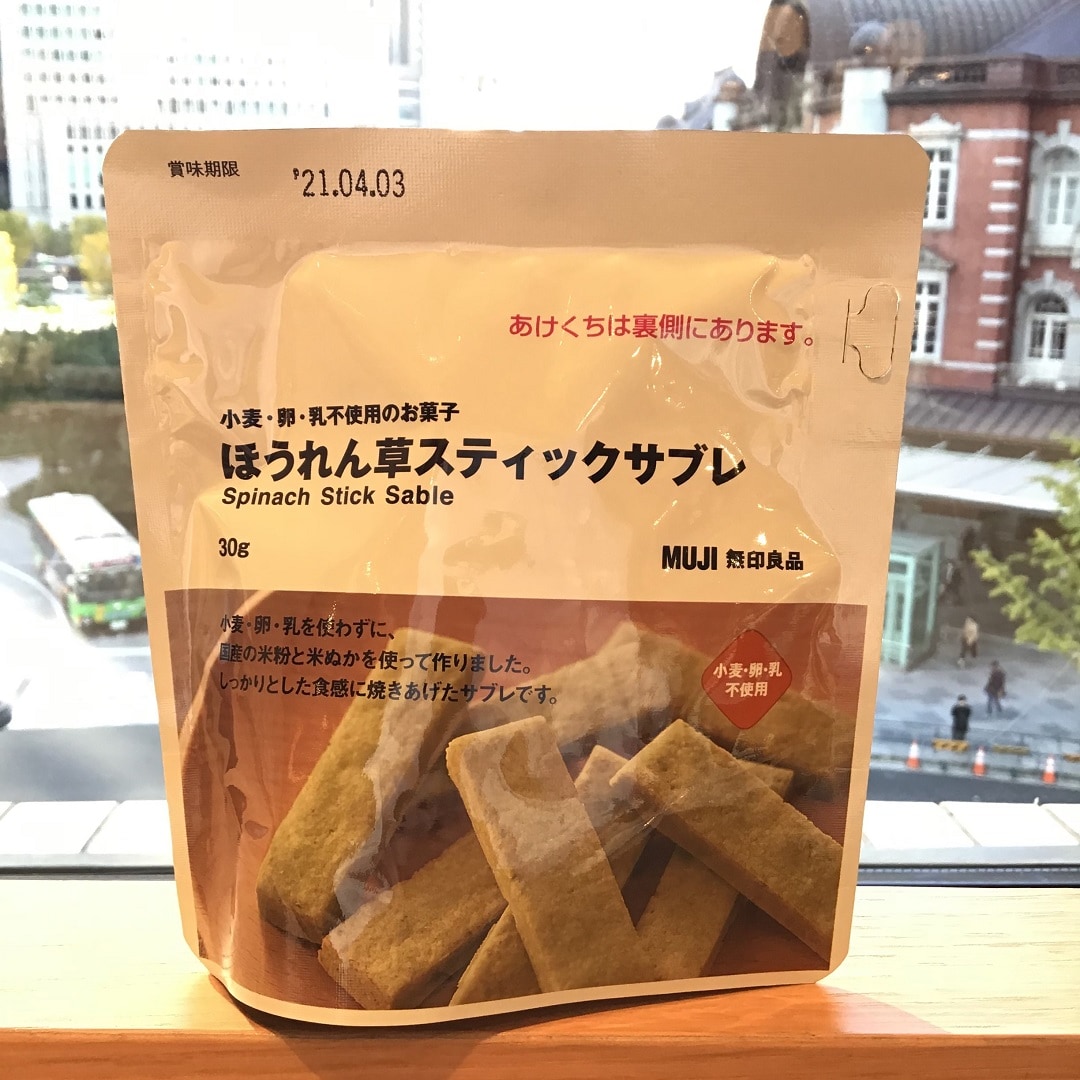 賞味期限 '21.04.03
あけくちは裏側にあります。
小麦・卵・乳不使用のお菓子
ほうれん草スティックサブレ
Spinach Stick Sable
30g
MUJI 無印良品
小麦・卵・乳を使わずに、
国産の米粉と米ぬかを使って作りました。
しっかりとした食感に焼きあげたサブレです。
小麦・卵・乳
不使用